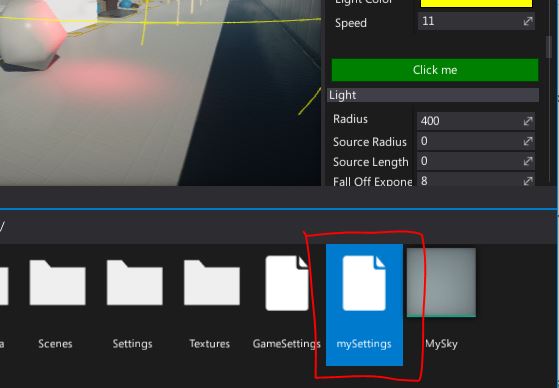 Light Color
Speed 11
Click me
Light
Radius 400
Source Radius 0
Source Length 0
Fall Off Expone 8
/
a Scenes Settings Textures GameSettings mySettings MySky